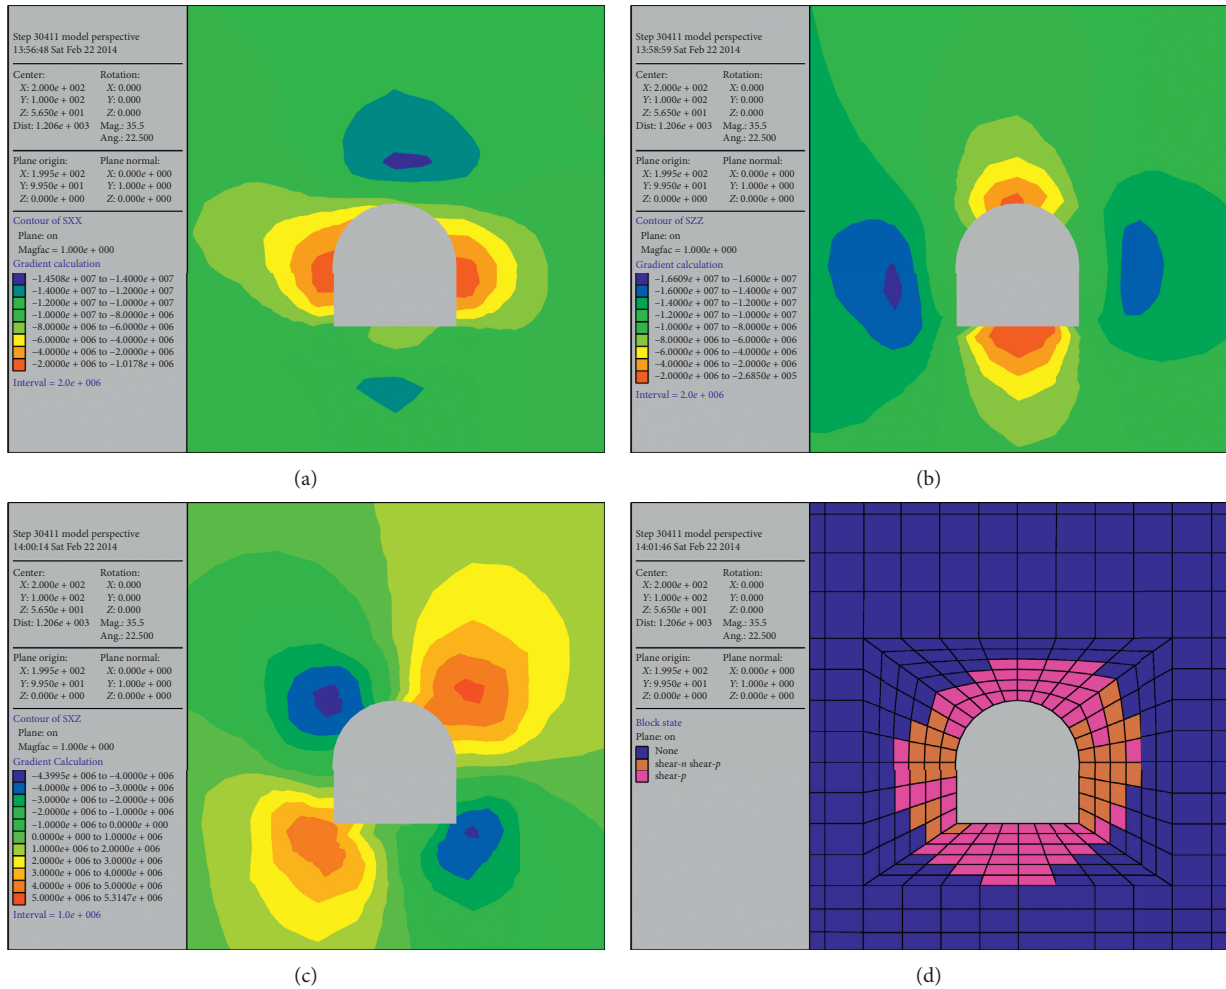 Step 30411 model perspective
13:56:48 Sat Feb 22 2014
Center: Rotation:
X: 2.000e + 002 X: 0.000
Y: 1.000e + 002 Y: 0.000
Z: 5.650e + 001 Z: 0.000
Dist: 1.206e + 003 Mag.: 35.5
Ang.: 22.500
Plane origin: Plane normal:
X: 1.995e + 002 X: 0.000e + 000
Y: 9.950e + 001 Y: 1.000e + 000
Z: 0.000e + 000 Z: 0.000e + 000
Contour of SXX
Plane: on
Magfac = 1.000e + 000
Gradient calculation
–1.4508e + 007 to –1.4000e + 007
–1.4000e + 007 to –1.2000e + 007
–1.2000e + 007 to –1.0000e + 007
–1.0000e + 007 to –8.0000e + 006
–8.0000e + 006 to –6.0000e + 006
–6.0000e + 006 to –4.0000e + 006
–4.0000e + 006 to –2.0000e + 006
–2.0000e + 006 to –1.0178e + 006
Interval = 2.0e + 006
(a)
Step 30411 model perspective
13:58:59 Sat Feb 22 2014
Center: Rotation:
X: 2.000e + 002 X: 0.000
Y: 1.000e + 002 Y: 0.000
Z: 5.650e + 001 Z: 0.000
Dist: 1.206e + 003 Mag.: 35.5
Ang.: 22.500
Plane origin: Plane normal:
X: 1.995e + 002 X: 0.000e + 000
Y: 9.950e + 001 Y: 1.000e + 000
Z: 0.000e + 000 Z: 0.000e + 000
Contour of SZZ
Plane: on
Magfac = 1.000e + 000
Gradient calculation
–1.6609e + 007 to –1.6000e + 007
–1.6000e + 007 to –1.4000e + 007
–1.4000e + 007 to –1.2000e + 007
–1.2000e + 007 to –1.0000e + 007
–1.0000e + 007 to –8.0000e + 006
–8.0000e + 006 to –6.0000e + 006
–6.0000e + 006 to –4.0000e + 006
–4.0000e + 006 to –2.0000e + 006
–2.0000e + 006 to –2.6850e + 005
Interval = 2.0e + 006
(b)
Step 30411 model perspective
14:00:14 Sat Feb 22 2014
Center: Rotation:
X: 2.000e + 002 X: 0.000
Y: 1.000e + 002 Y: 0.000
Z: 5.650e + 001 Z: 0.000
Dist: 1.206e + 003 Mag.: 35.5
Ang.: 22.500
Plane origin: Plane normal:
X: 1.995e + 002 X: 0.000e + 000
Y: 9.950e + 001 Y: 1.000e + 000
Z: 0.000e + 000 Z: 0.000e + 000
Contour of SXZ
Plane: on
Magfac = 1.000e + 000
Gradient Calculation
–4.3995e + 006 to –4.0000e + 006
–4.0000e + 006 to –3.0000e + 006
–3.0000e + 006 to –2.0000e + 006
–2.0000e + 006 to –1.0000e + 006
–1.0000e + 006 to 0.0000e + 000
0.0000e + 000 to 1.0000e + 006
1.0000e+ 006 to 2.0000e + 006
2.0000e + 006 to 3.0000e + 006
3.0000e + 006 to 4.0000e + 006
4.0000e + 006 to 5.0000e + 006
5.0000e + 006 to 5.3147e + 006
Interval = 1.0e + 006
(c)
Step 30411 model perspective
14:01:46 Sat Feb 22 2014
Center: Rotation:
X: 2.000e + 002 X: 0.000
Y: 1.000e + 002 Y: 0.000
Z: 5.650e + 001 Z: 0.000
Dist: 1.206e + 003 Mag.: 35.5
Ang.: 22.500
Plane origin: Plane normal:
X: 1.995e + 002 X: 0.000e + 000
Y: 9.950e + 001 Y: 1.000e + 000
Z: 0.000e + 000 Z: 0.000e + 000
Block state
Plane: on
None
shear-n shear-p
shear-p
(d)